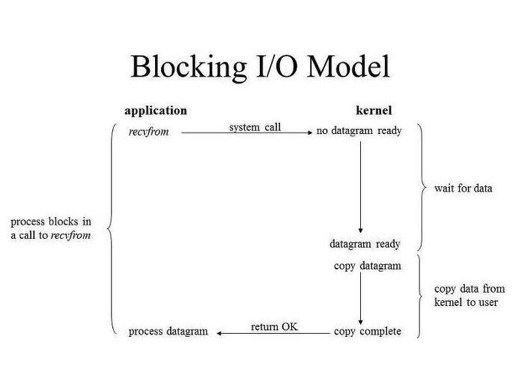 Blocking I/O Model
application
kernel
recvfrom
system call
no datagram ready
wait for data
process blocks in
a call to recvfrom
datagram ready
copy datagram
copy data from
kernel to user
process datagram
return OK
copy complete